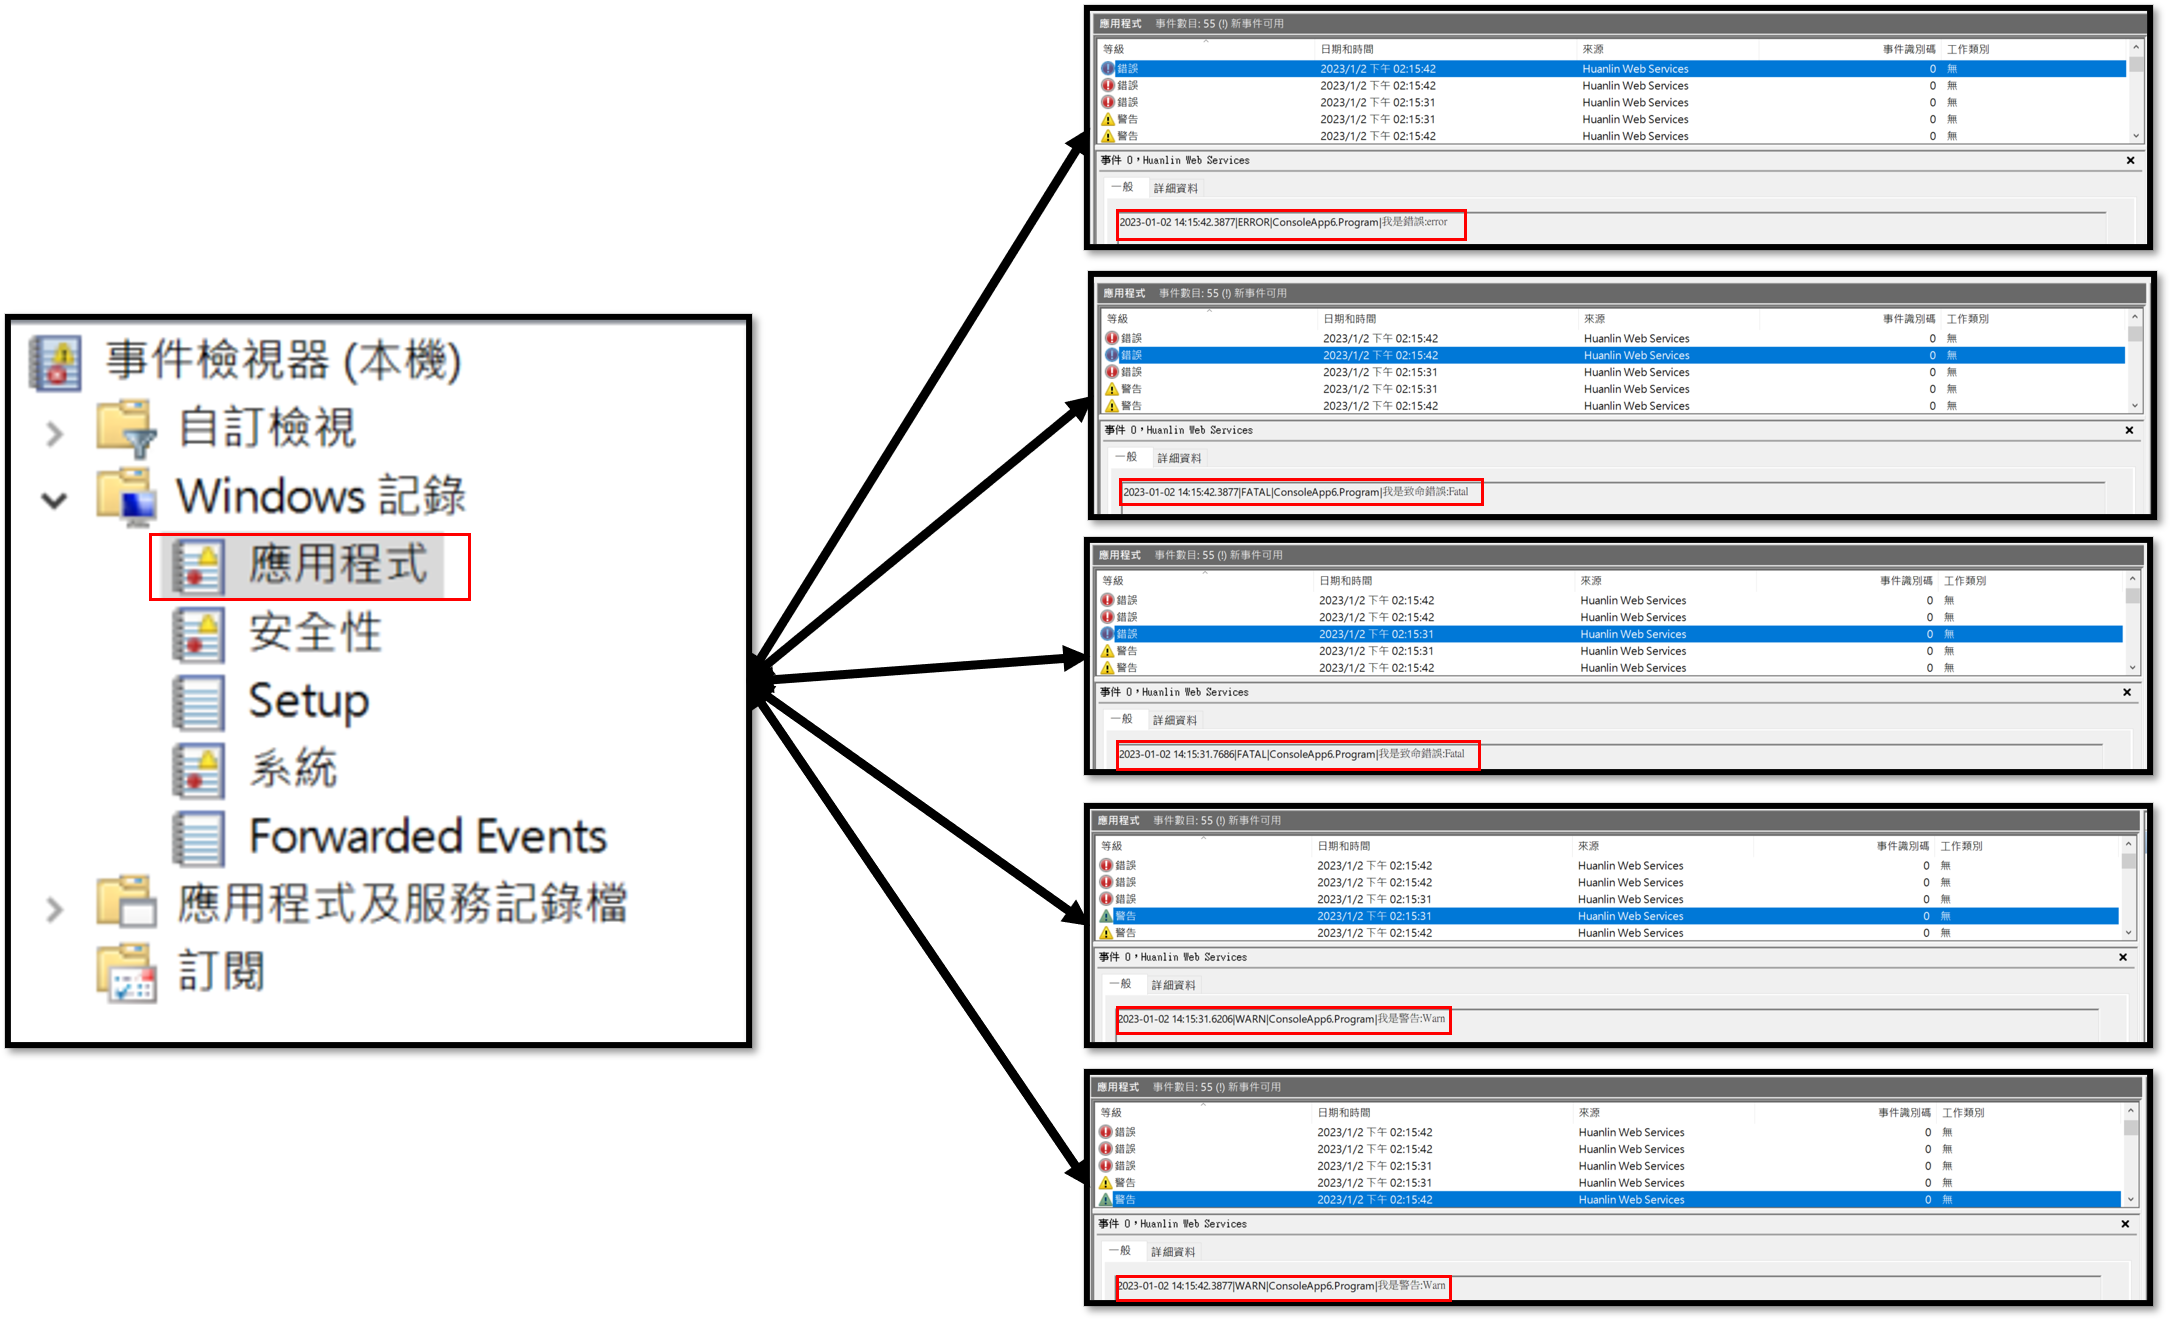 事件檢視器 (本機)
自訂檢視
Windows 記錄
應用程式
安全性
Setup
系統
Forwarded Events
應用程式及服務記錄檔
訂閱
應用程式 事件數目: 55 (!) 新事件可用
等級 日期和時間 來源 事件識別碼 工作類別
錯誤 2023/1/2 下午 02:15:42 Huanlin Web Services 0 無
錯誤 2023/1/2 下午 02:15:42 Huanlin Web Services 0 無
錯誤 2023/1/2 下午 02:15:31 Huanlin Web Services 0 無
警告 2023/1/2 下午 02:15:31 Huanlin Web Services 0 無
警告 2023/1/2 下午 02:15:42 Huanlin Web Services 0 無
事件 0，Huanlin Web Services
一般 詳細資料
2023-01-02 14:15:42.3877|ERROR|ConsoleApp6.Program|我是錯誤:error
應用程式 事件數目: 55 (!) 新事件可用
等級 日期和時間 來源 事件識別碼 工作類別
錯誤 2023/1/2 下午 02:15:42 Huanlin Web Services 0 無
錯誤 2023/1/2 下午 02:15:42 Huanlin Web Services 0 無
錯誤 2023/1/2 下午 02:15:31 Huanlin Web Services 0 無
警告 2023/1/2 下午 02:15:31 Huanlin Web Services 0 無
警告 2023/1/2 下午 02:15:42 Huanlin Web Services 0 無
事件 0，Huanlin Web Services
一般 詳細資料
2023-01-02 14:15:42.3877|FATAL|ConsoleApp6.Program|我是致命錯誤:Fatal
應用程式 事件數目: 55 (!) 新事件可用
等級 日期和時間 來源 事件識別碼 工作類別
錯誤 2023/1/2 下午 02:15:42 Huanlin Web Services 0 無
錯誤 2023/1/2 下午 02:15:42 Huanlin Web Services 0 無
錯誤 2023/1/2 下午 02:15:31 Huanlin Web Services 0 無
警告 2023/1/2 下午 02:15:31 Huanlin Web Services 0 無
警告 2023/1/2 下午 02:15:42 Huanlin Web Services 0 無
事件 0，Huanlin Web Services
一般 詳細資料
2023-01-02 14:15:31.7686|FATAL|ConsoleApp6.Program|我是致命錯誤:Fatal
應用程式 事件數目: 55 (!) 新事件可用
等級 日期和時間 來源 事件識別碼 工作類別
錯誤 2023/1/2 下午 02:15:42 Huanlin Web Services 0 無
錯誤 2023/1/2 下午 02:15:42 Huanlin Web Services 0 無
錯誤 2023/1/2 下午 02:15:31 Huanlin Web Services 0 無
警告 2023/1/2 下午 02:15:31 Huanlin Web Services 0 無
警告 2023/1/2 下午 02:15:42 Huanlin Web Services 0 無
事件 0，Huanlin Web Services
一般 詳細資料
2023-01-02 14:15:31.6206|WARN|ConsoleApp6.Program|我是警告:Warn
應用程式 事件數目: 55 (!) 新事件可用
等級 日期和時間 來源 事件識別碼 工作類別
錯誤 2023/1/2 下午 02:15:42 Huanlin Web Services 0 無
錯誤 2023/1/2 下午 02:15:42 Huanlin Web Services 0 無
錯誤 2023/1/2 下午 02:15:31 Huanlin Web Services 0 無
警告 2023/1/2 下午 02:15:31 Huanlin Web Services 0 無
警告 2023/1/2 下午 02:15:42 Huanlin Web Services 0 無
事件 0，Huanlin Web Services
一般 詳細資料
2023-01-02 14:15:42.3877|WARN|ConsoleApp6.Program|我是警告:Warn